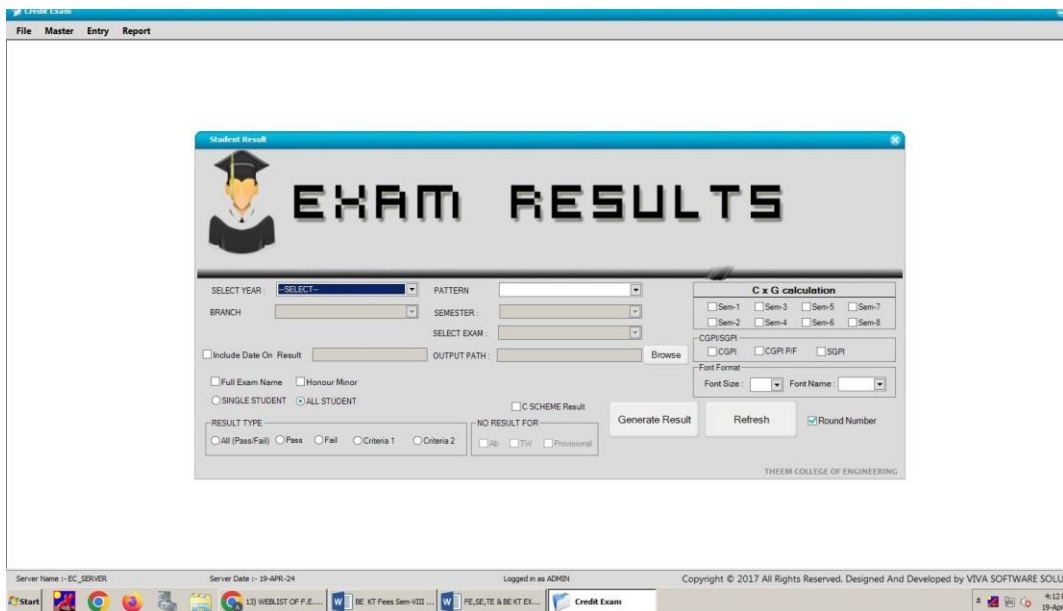 Credit Exam
File Master Entry Report
Student Result
EXAM RESULTS
SELECT YEAR : --SELECT-- PATTERN
BRANCH SEMESTER :
SELECT EXAM :
Include Date On Result OUTPUT PATH : Browse
Full Exam Name Honour Minor
SINGLE STUDENT ALL STUDENT
C SCHEME Result
RESULT TYPE
All (Pass/Fail) Pass Fail Criteria 1 Criteria 2
NO RESULT FOR
Ab TW Provisional
C x G calculation
Sem-1 Sem-3 Sem-5 Sem-7
Sem-2 Sem-4 Sem-6 Sem-8
CGPI/SGPI
CGPI CGPI P/F SGPI
Font Format
Font Size : Font Name :
Generate Result Refresh Round Number
THEEM COLLEGE OF ENGINEERING
Server Name :- EC_SERVER Server Date :- 19-APR-24 Logged in as ADMIN Copyright © 2017 All Rights Reserved. Designed And Developed by VIVA SOFTWARE SOLU
Start 13) WEBLIST OF F.E.... BE KT Fees Sem-VIII ... FE,SE,TE & BE KT EX... Credit Exam 4:12